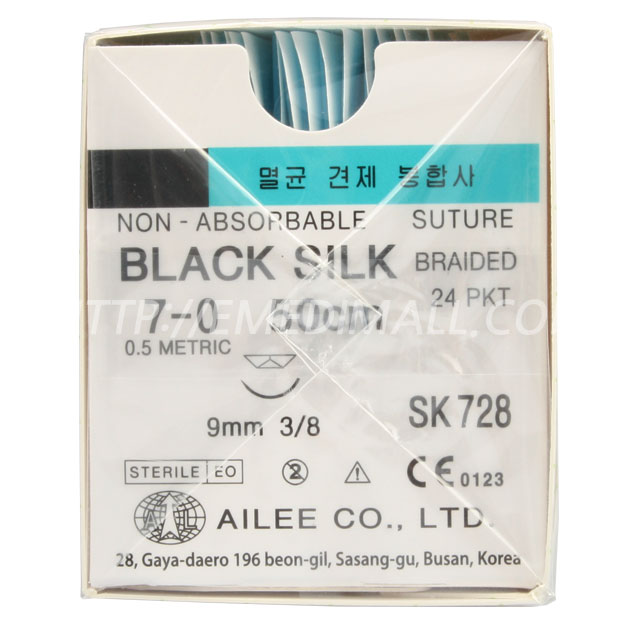 멸균 견제 봉합사
NON - ABSORBABLE SUTURE
BLACK SILK BRAIDED
7-0 50cm 24 PKT
0.5 METRIC
9mm 3/8 SK728
STERILE EO 2 CE 0123
AILEE CO., LTD.
28, Gaya-daero 196 beon-gil, Sasang-gu, Busan, Korea